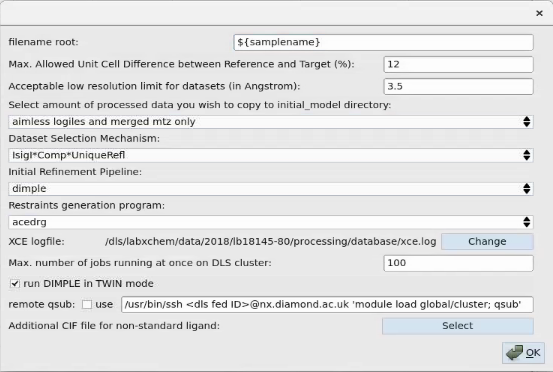 filename root: ${samplename}
Max. Allowed Unit Cell Difference between Reference and Target (%): 12
Acceptable low resolution limit for datasets (in Angstrom): 3.5
Select amount of processed data you wish to copy to initial_model directory:
aimless logiles and merged mtz only
Dataset Selection Mechanism:
IsigI*Comp*UniqueRefl
Initial Refinement Pipeline:
dimple
Restraints generation program:
acedrg
XCE logfile: /dls/labxchem/data/2018/lb18145-80/processing/database/xce.log Change
Max. number of jobs running at once on DLS cluster: 100
run DIMPLE in TWIN mode
remote qsub: use /usr/bin/ssh <dls fed ID>@nx.diamond.ac.uk 'module load global/cluster; qsub'
Additional CIF file for non-standard ligand: Select
OK